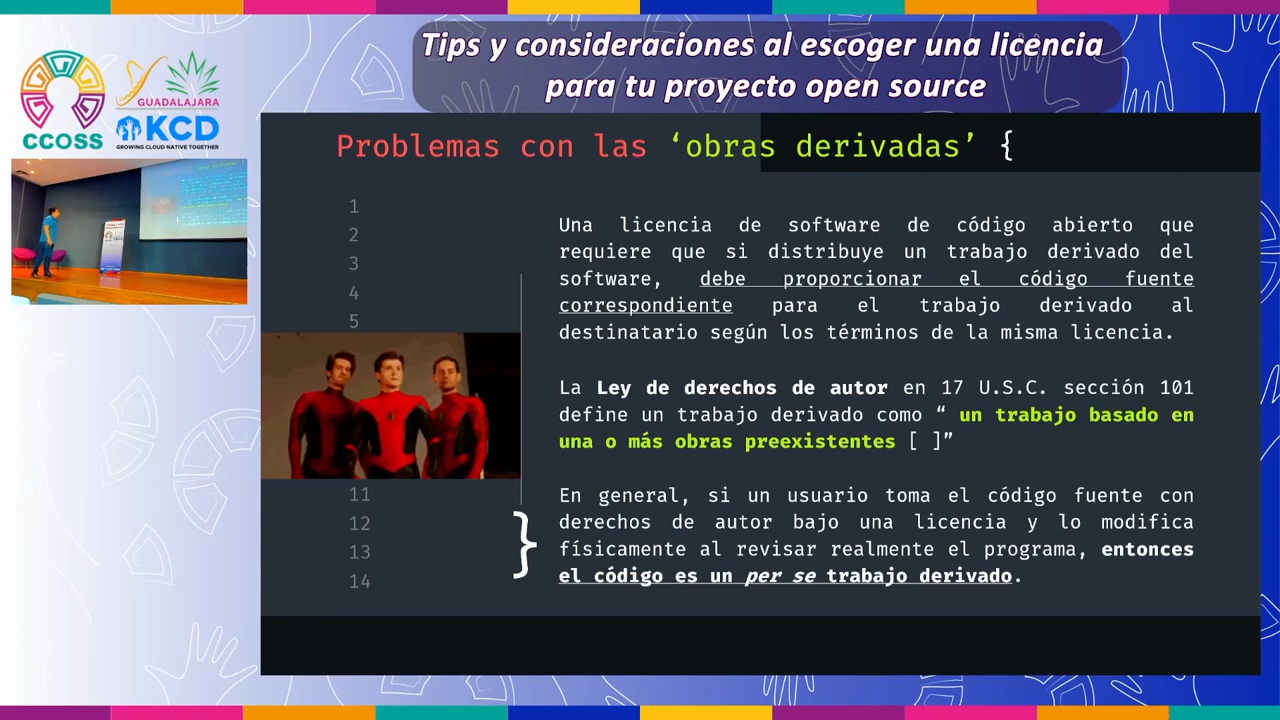 Tips y consideraciones al escoger una licencia
para tu proyecto open source
CCOSS
GUADALAJARA
KCD
GROWING CLOUD NATIVE TOGETHER
Problemas con las ‘obras derivadas’ {
1
2
3
4
5
11
12
13
14
Una licencia de software de código abierto que
requiere que si distribuye un trabajo derivado del
software, debe proporcionar el código fuente
correspondiente para el trabajo derivado al
destinatario según los términos de la misma licencia.
La Ley de derechos de autor en 17 U.S.C. sección 101
define un trabajo derivado como “ un trabajo basado en
una o más obras preexistentes [ ]”
En general, si un usuario toma el código fuente con
derechos de autor bajo una licencia y lo modifica
físicamente al revisar realmente el programa, entonces
el código es un per se trabajo derivado.
}